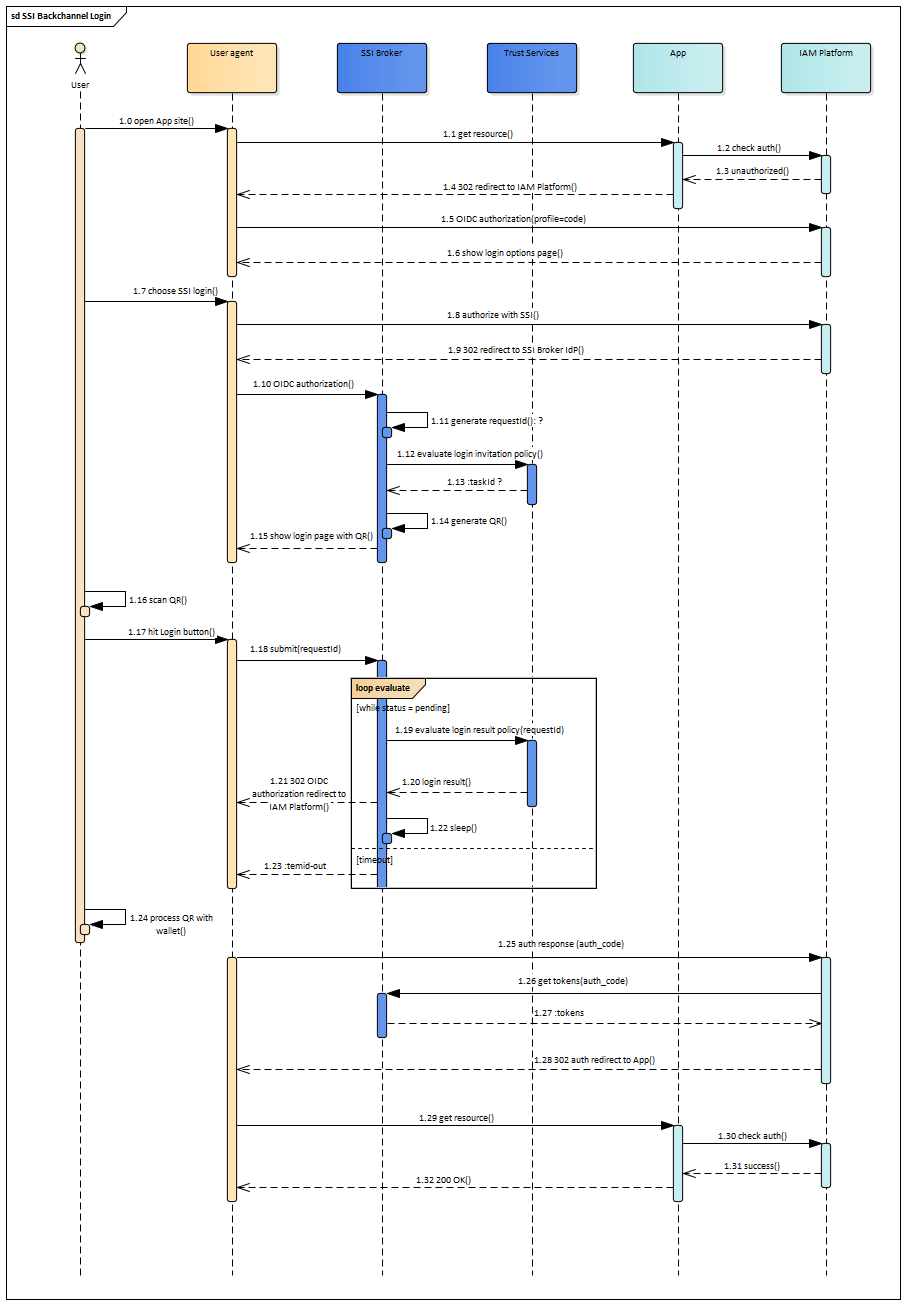 sd SSI Backchannel Login
User
User agent
SSI Broker
Trust Services
App
IAM Platform
1.0 open App site()
1.1 get resource()
1.2 check auth()
1.3 unauthorized()
1.4 302 redirect to IAM Platform()
1.5 OIDC authorization(profile=code)
1.6 show login options page()
1.7 choose SSI login()
1.8 authorize with SSI()
1.9 302 redirect to SSI Broker IdP()
1.10 OIDC authorization()
1.11 generate requestId(): ?
1.12 evaluate login invitation policy()
1.13 :taskId ?
1.14 generate QR()
1.15 show login page with QR()
1.16 scan QR()
1.17 hit Login button()
1.18 submit(requestId)
loop evaluate
[while status = pending]
1.19 evaluate login result policy(requestId)
1.20 login result()
1.21 302 OIDC
authorization redirect to
IAM Platform()
1.22 sleep()
[timeout]
1.23 :temid-out
1.24 process QR with
wallet()
1.25 auth response (auth_code)
1.26 get tokens(auth_code)
1.27 :tokens
1.28 302 auth redirect to App()
1.29 get resource()
1.30 check auth()
1.31 success()
1.32 200 OK()